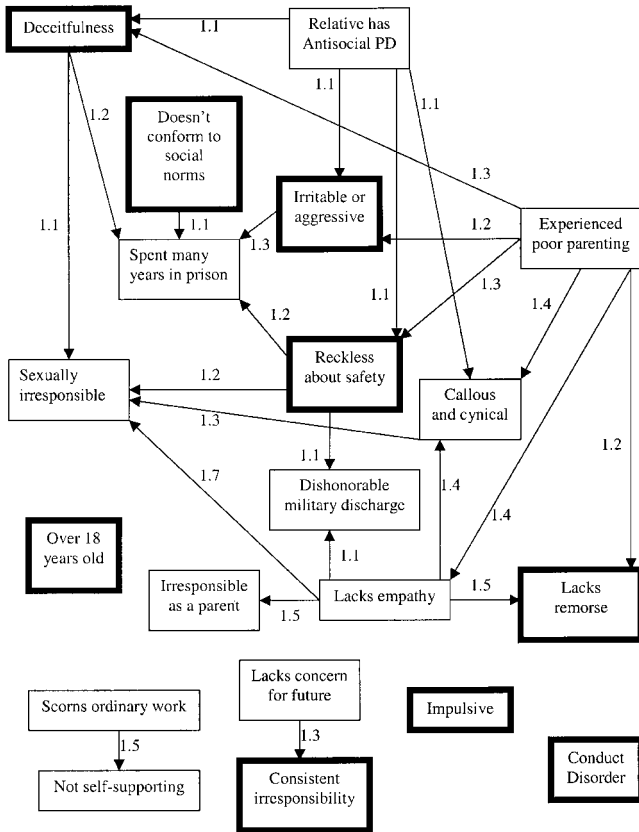 Deceitfulness
1.1
Relative has
Antisocial PD
1.2
Doesn't
conform to
social
norms
1.1
1.1
1.3
Irritable or
aggressive
1.2
Experienced
poor parenting
1.1
1.1
1.3
Spent many
years in prison
1.1
1.3
1.4
1.2
Sexually
irresponsible
1.2
Reckless
about safety
Callous
and cynical
1.3
1.2
1.1
1.7
Dishonorable
military discharge
1.4
1.4
Over 18
years old
1.1
Irresponsible
as a parent
1.5
Lacks empathy
1.5
Lacks
remorse
Scorns ordinary work
Lacks concern
for future
Impulsive
1.5
1.3
Not self-supporting
Consistent
irresponsibility
Conduct
Disorder